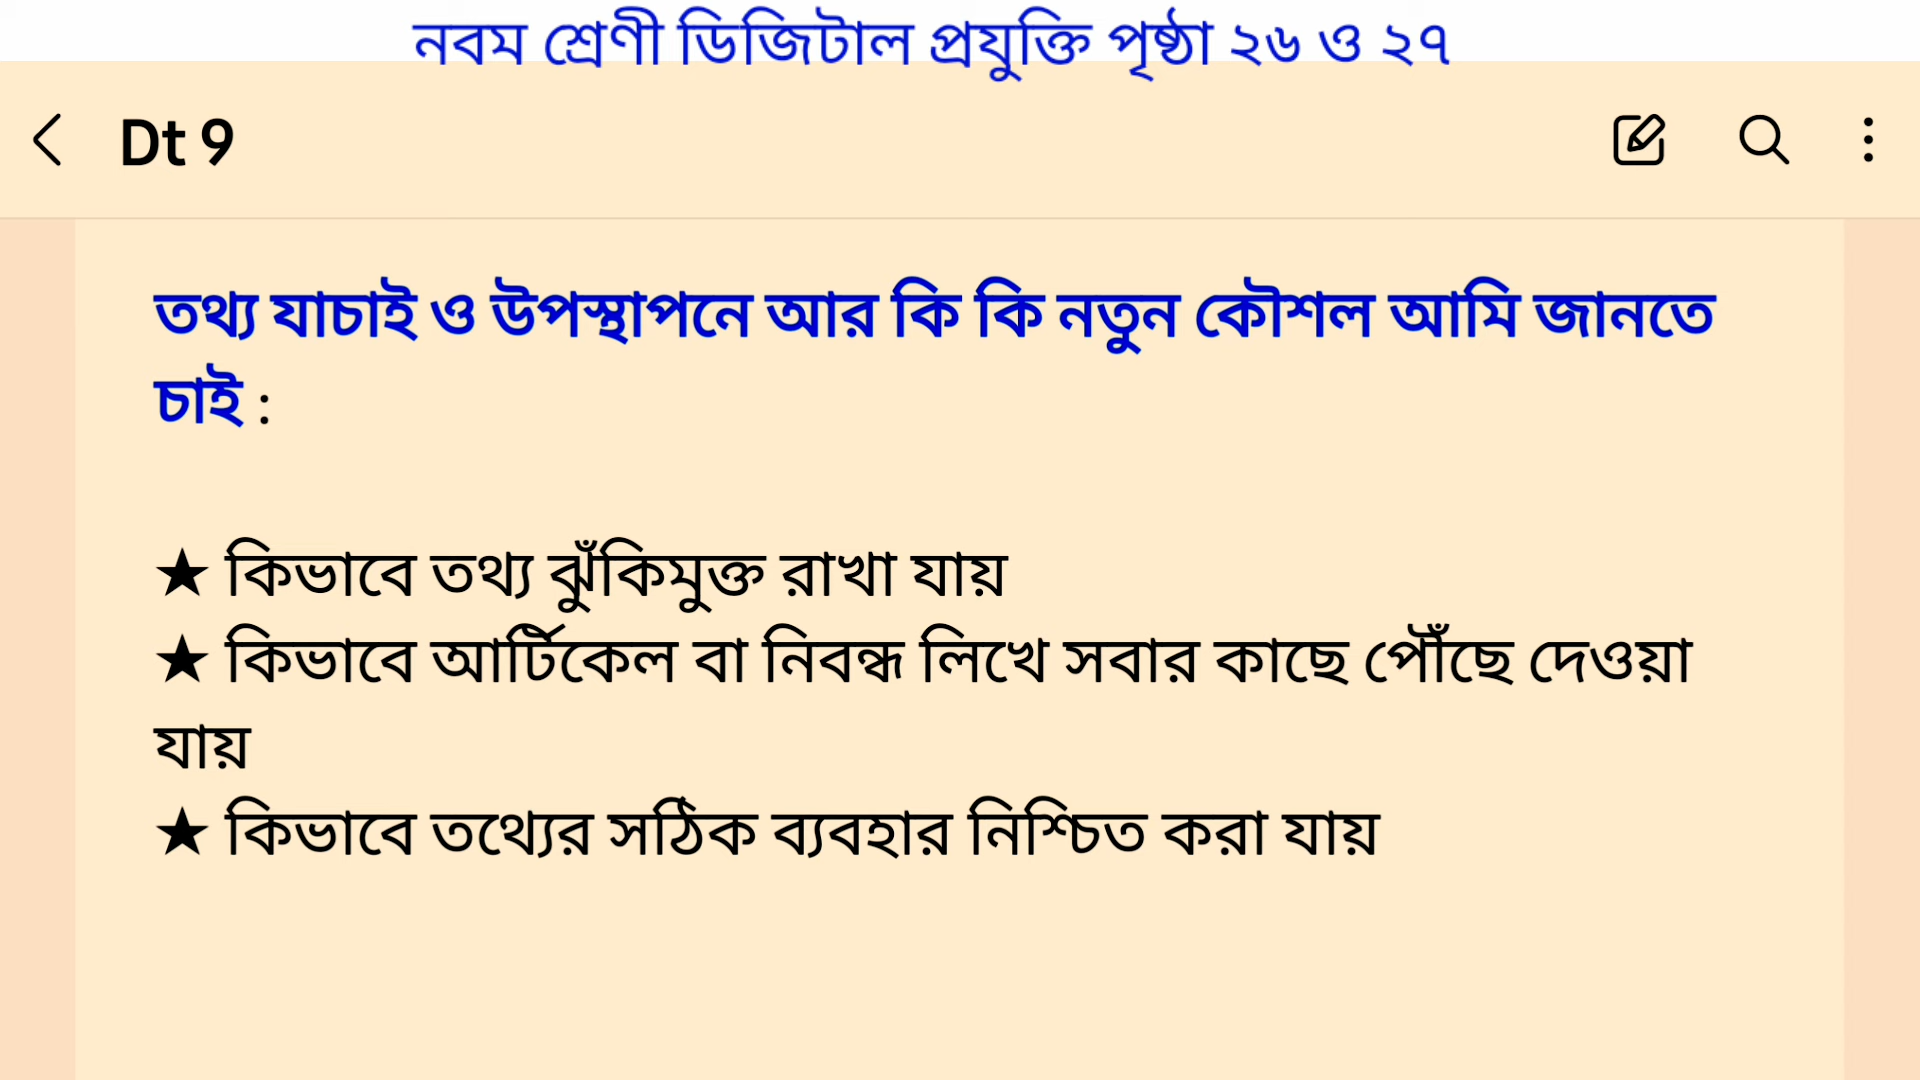 নবম শ্রেণী ডিজিটাল প্রযুক্তি পৃষ্ঠা ২৬ ও ২৭
Dt 9
তথ্য যাচাই ও উপস্থাপনে আর কি কি নতুন কৌশল আমি জানতে
চাই :
★ কিভাবে তথ্য ঝুঁকিমুক্ত রাখা যায়
★ কিভাবে আর্টিকেল বা নিবন্ধ লিখে সবার কাছে পৌঁছে দেওয়া
যায়
★ কিভাবে তথ্যের সঠিক ব্যবহার নিশ্চিত করা যায়